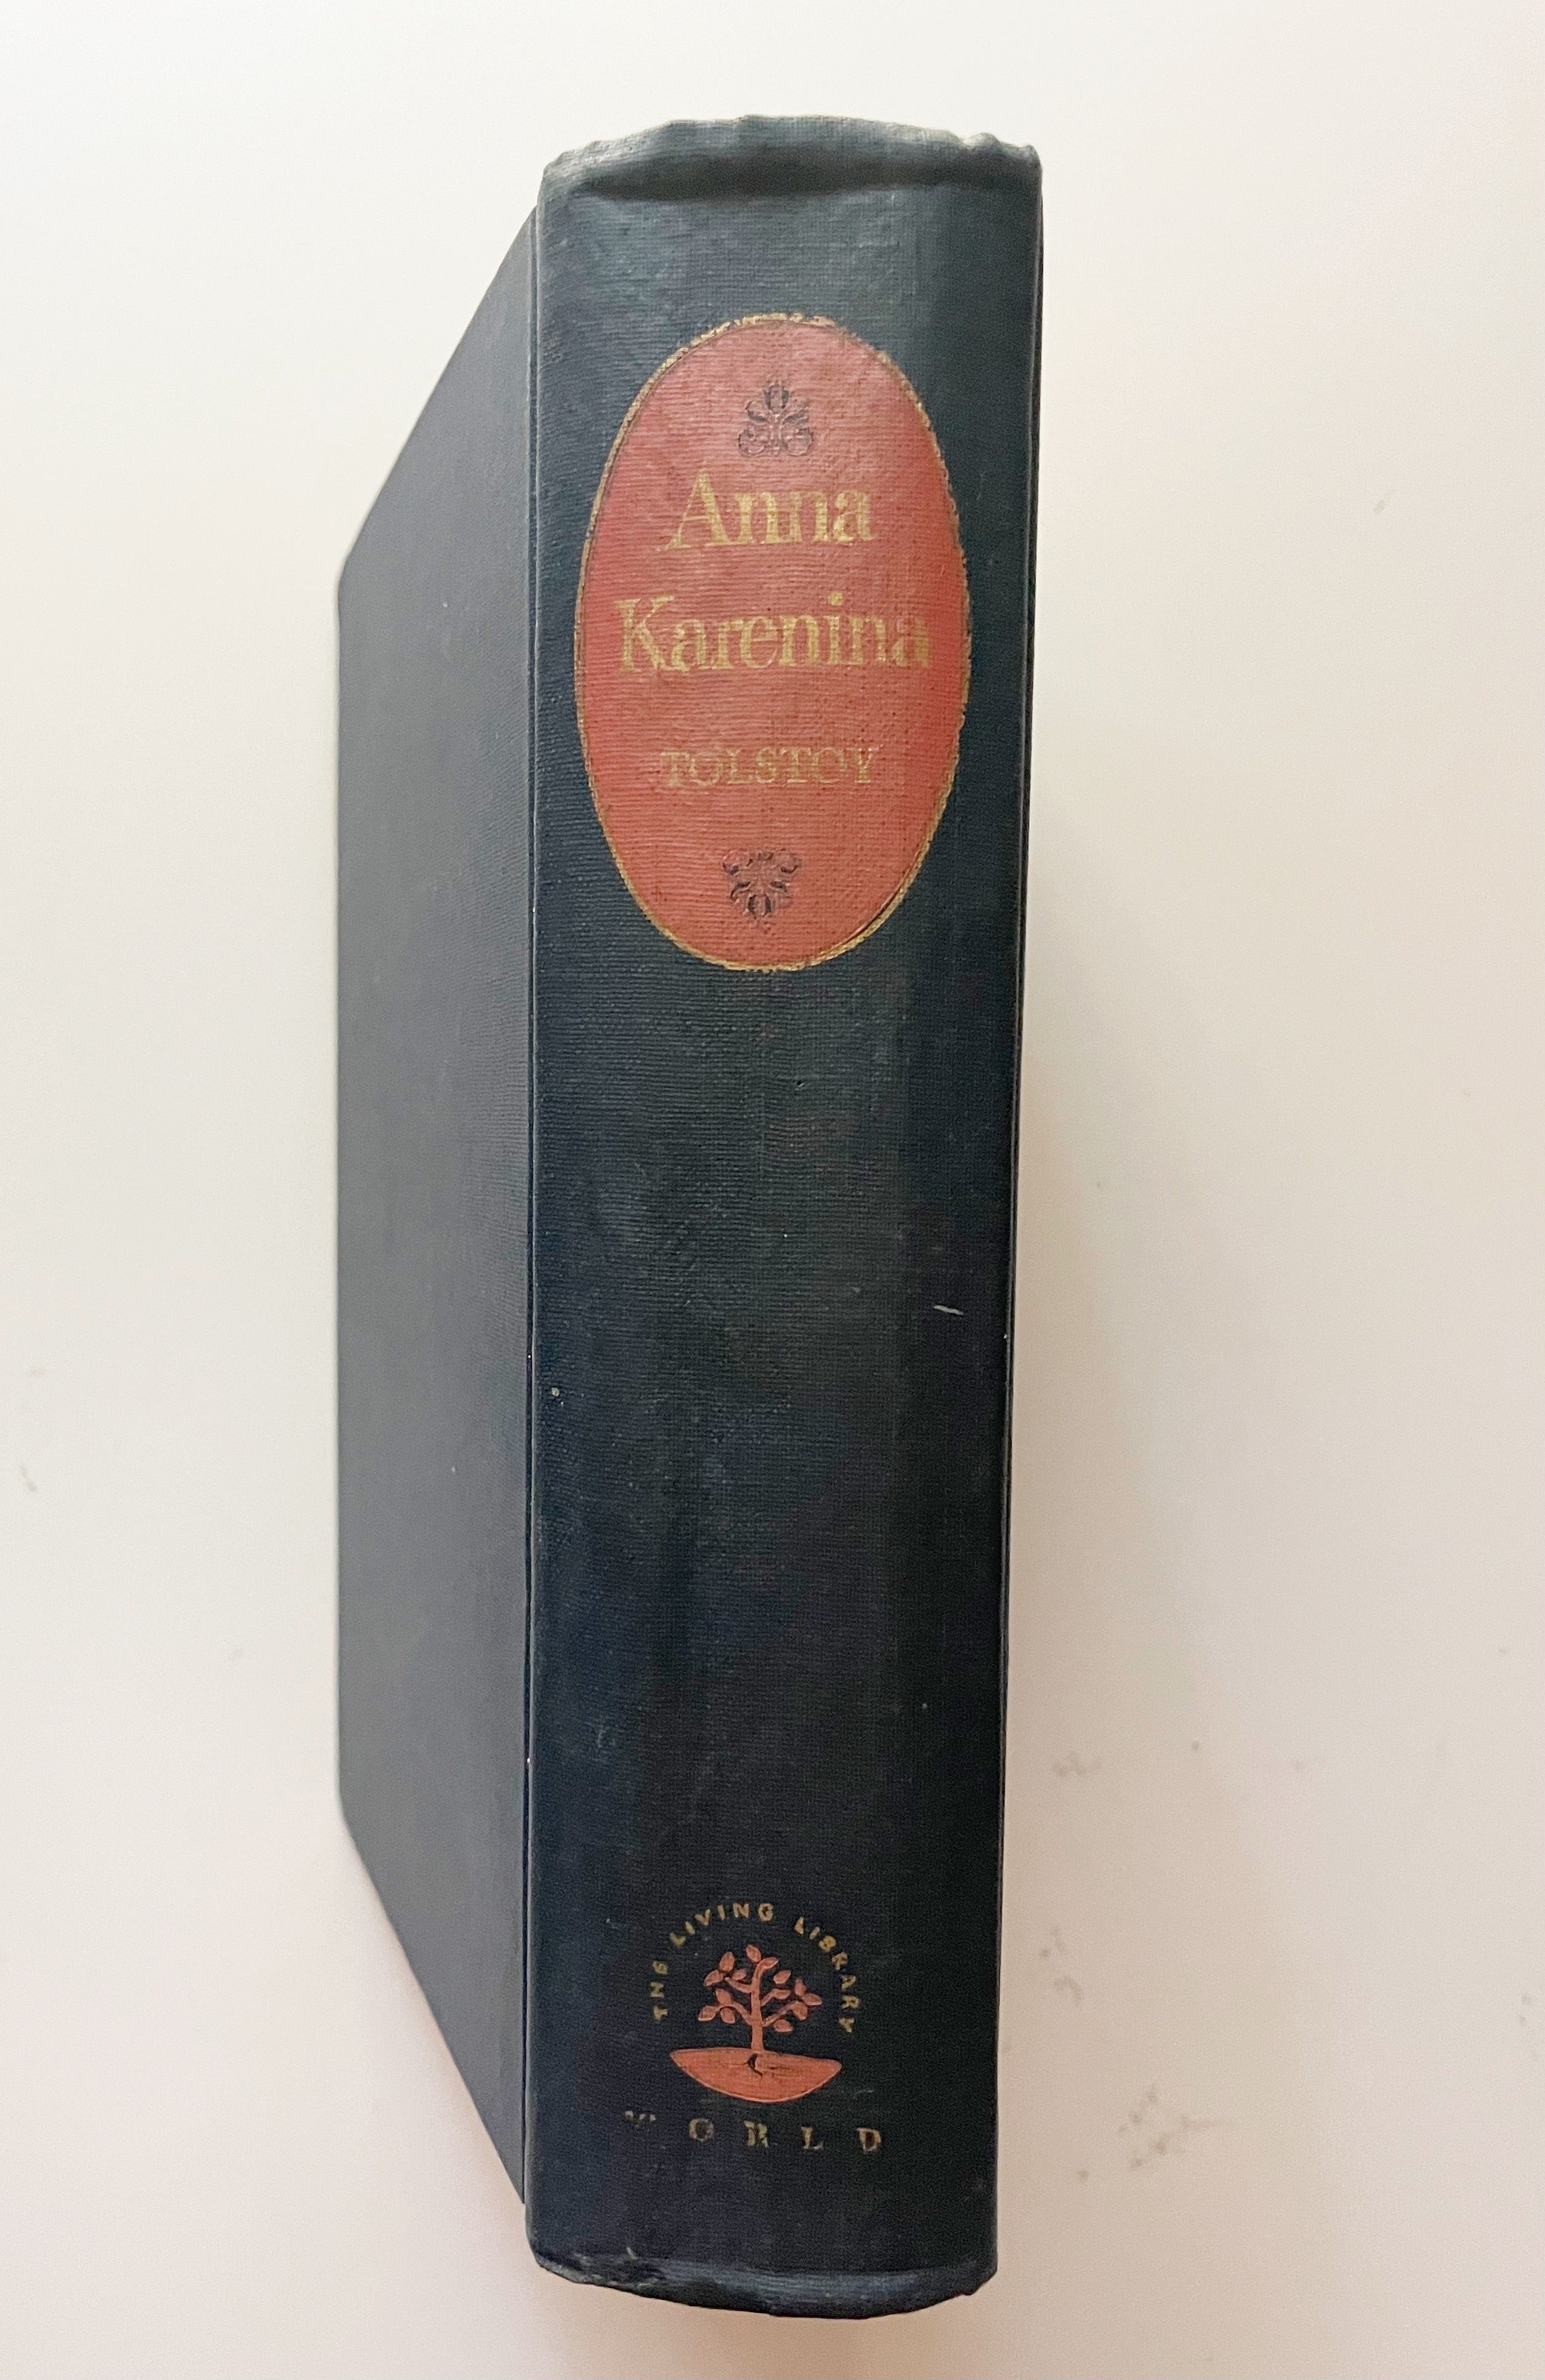 Anna
Karenina
TOLSTOY
THE LIVING LIBRARY
WORLD